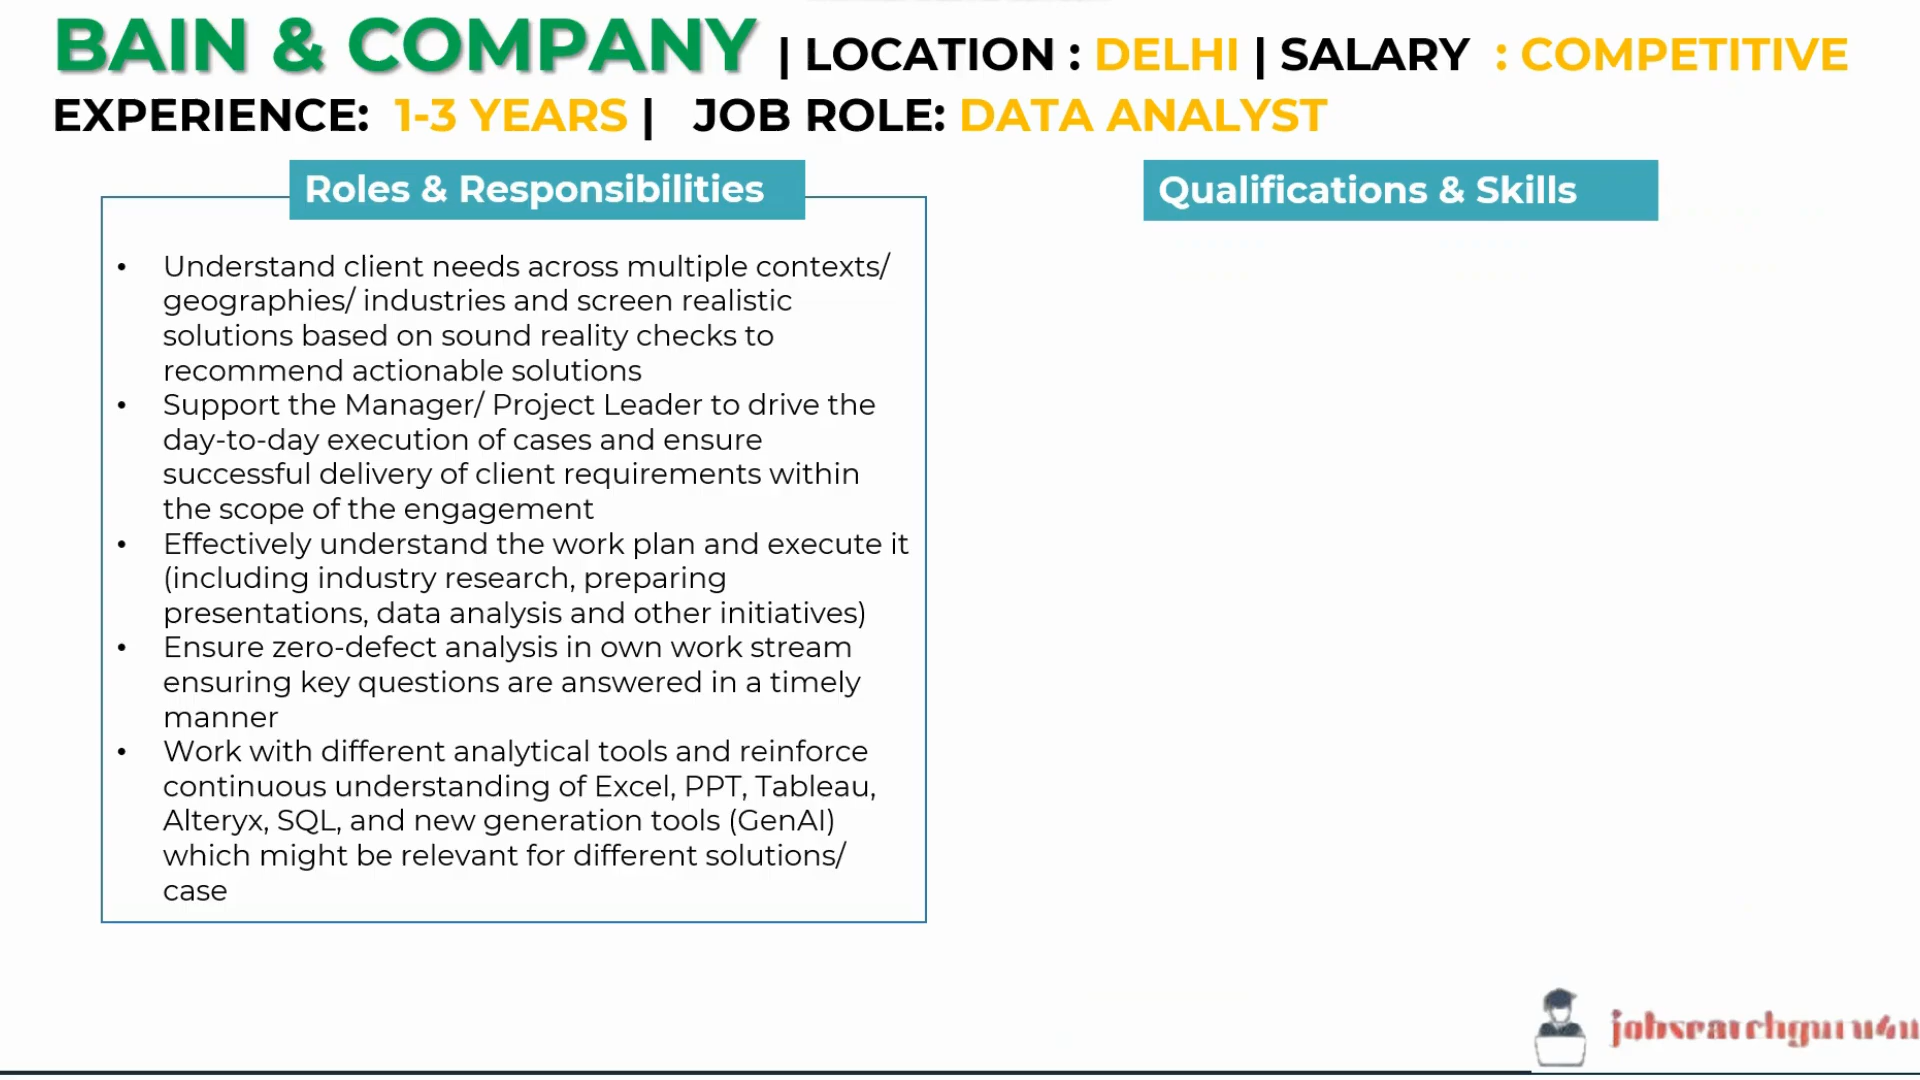 BAIN & COMPANY | LOCATION : DELHI | SALARY : COMPETITIVE
EXPERIENCE: 1-3 YEARS | JOB ROLE: DATA ANALYST
Roles & Responsibilities
• Understand client needs across multiple contexts/
geographies/ industries and screen realistic
solutions based on sound reality checks to
recommend actionable solutions
• Support the Manager/ Project Leader to drive the
day-to-day execution of cases and ensure
successful delivery of client requirements within
the scope of the engagement
• Effectively understand the work plan and execute it
(including industry research, preparing
presentations, data analysis and other initiatives)
• Ensure zero-defect analysis in own work stream
ensuring key questions are answered in a timely
manner
• Work with different analytical tools and reinforce
continuous understanding of Excel, PPT, Tableau,
Alteryx, SQL, and new generation tools (GenAI)
which might be relevant for different solutions/
case
Qualifications & Skills
jobsearchguru4u